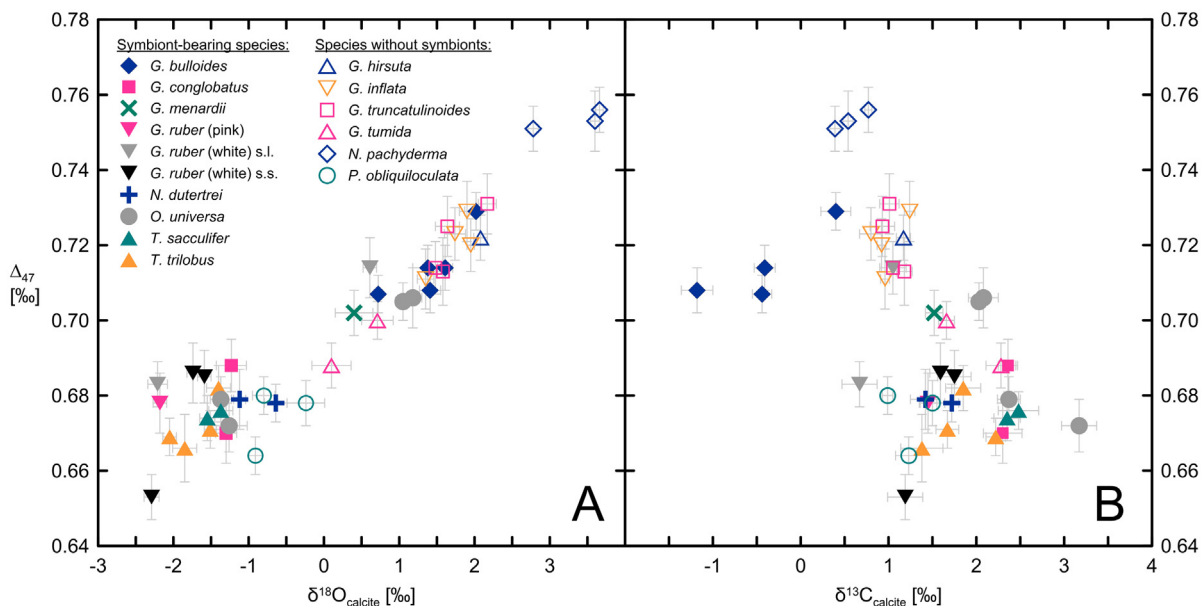 0.78
0.76
0.74
0.72
0.70
0.68
0.66
0.64
Δ47
[‰]
Symbiont-bearing species:
G. bulloides
G. conglobatus
G. menardii
G. ruber (pink)
G. ruber (white) s.l.
G. ruber (white) s.s.
N. dutertrei
O. universa
T. sacculifer
T. trilobus
Species without symbionts:
G. hirsuta
G. inflata
G. truncatulinoides
G. tumida
N. pachyderma
P. obliquiloculata
A
-3 -2 -1 0 1 2 3
δ18Ocalcite [‰]
B
-1 0 1 2 3 4
δ13Ccalcite [‰]
0.78
0.76
0.74
0.72
0.70
0.68
0.66
0.64